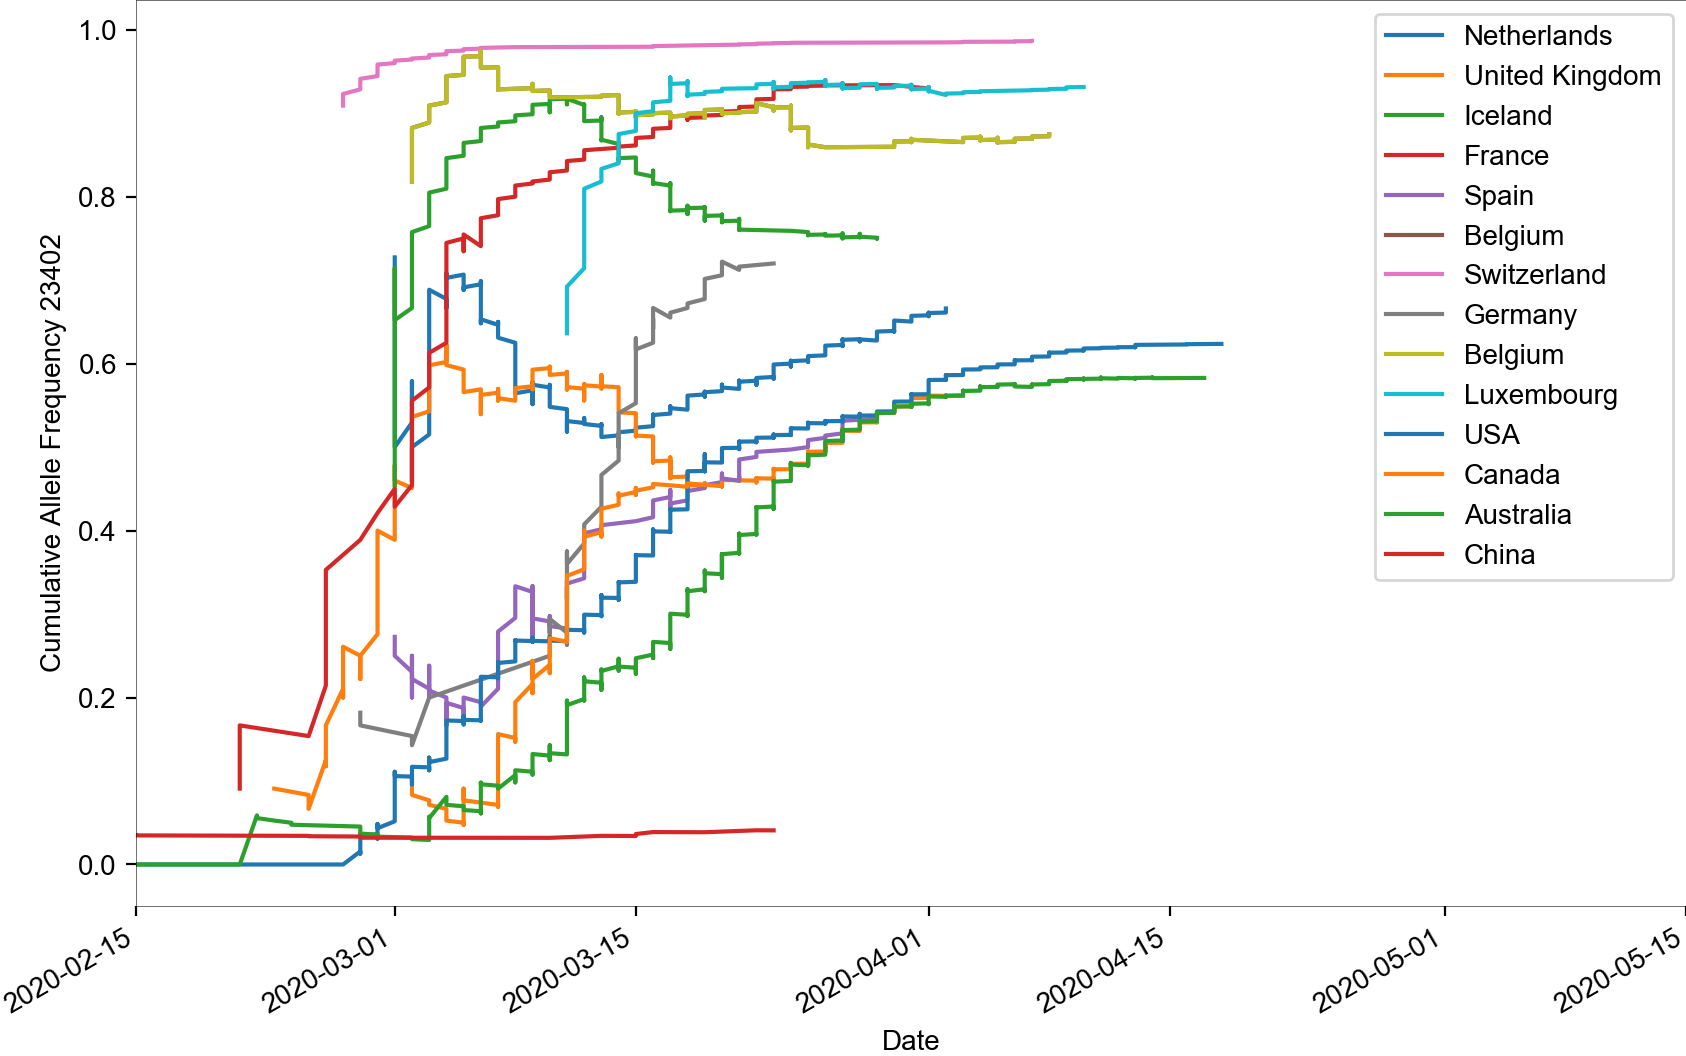 1.0
0.8
0.6
0.4
0.2
0.0
Cumulative Allele Frequency 23402
Netherlands
United Kingdom
Iceland
France
Spain
Belgium
Switzerland
Germany
Belgium
Luxembourg
USA
Canada
Australia
China
2020-02-15
2020-03-01
2020-03-15
2020-04-01
2020-04-15
2020-05-01
2020-05-15
Date